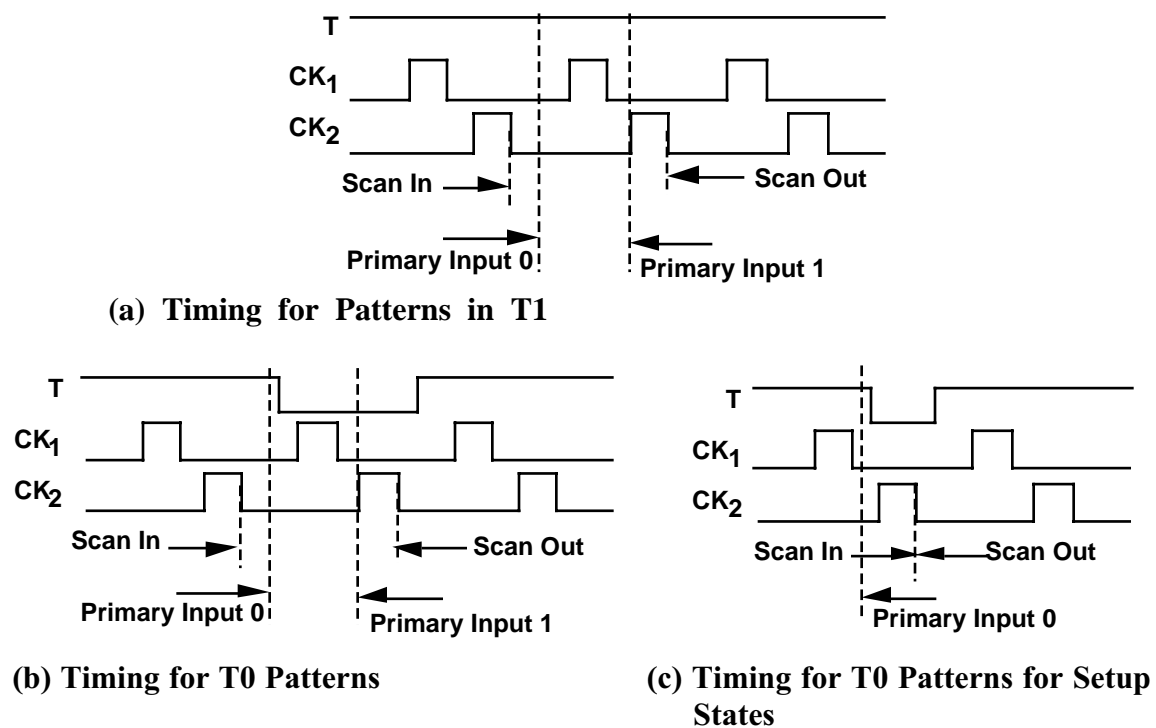 T
CK1
CK2
Scan In
Scan Out
Primary Input 0
Primary Input 1
(a) Timing for Patterns in T1
T
CK1
CK2
Scan In
Scan Out
Primary Input 0
Primary Input 1
(b) Timing for T0 Patterns
T
CK1
CK2
Scan In
Scan Out
Primary Input 0
(c) Timing for T0 Patterns for Setup
States